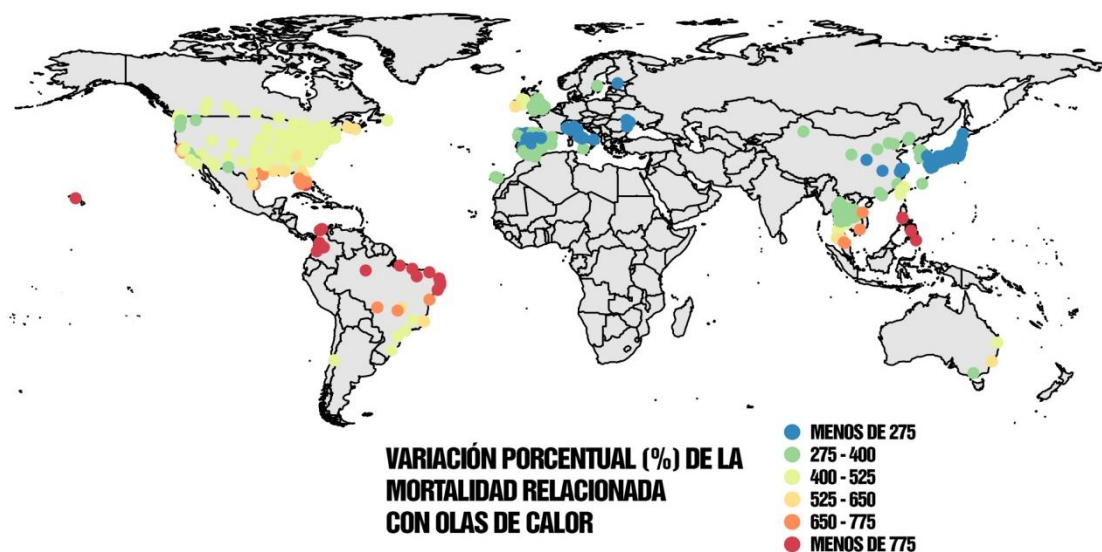 VARIACIÓN PORCENTUAL (%) DE LA
MORTALIDAD RELACIONADA
CON OLAS DE CALOR
MENOS DE 275
275 - 400
400 - 525
525 - 650
650 - 775
MENOS DE 775